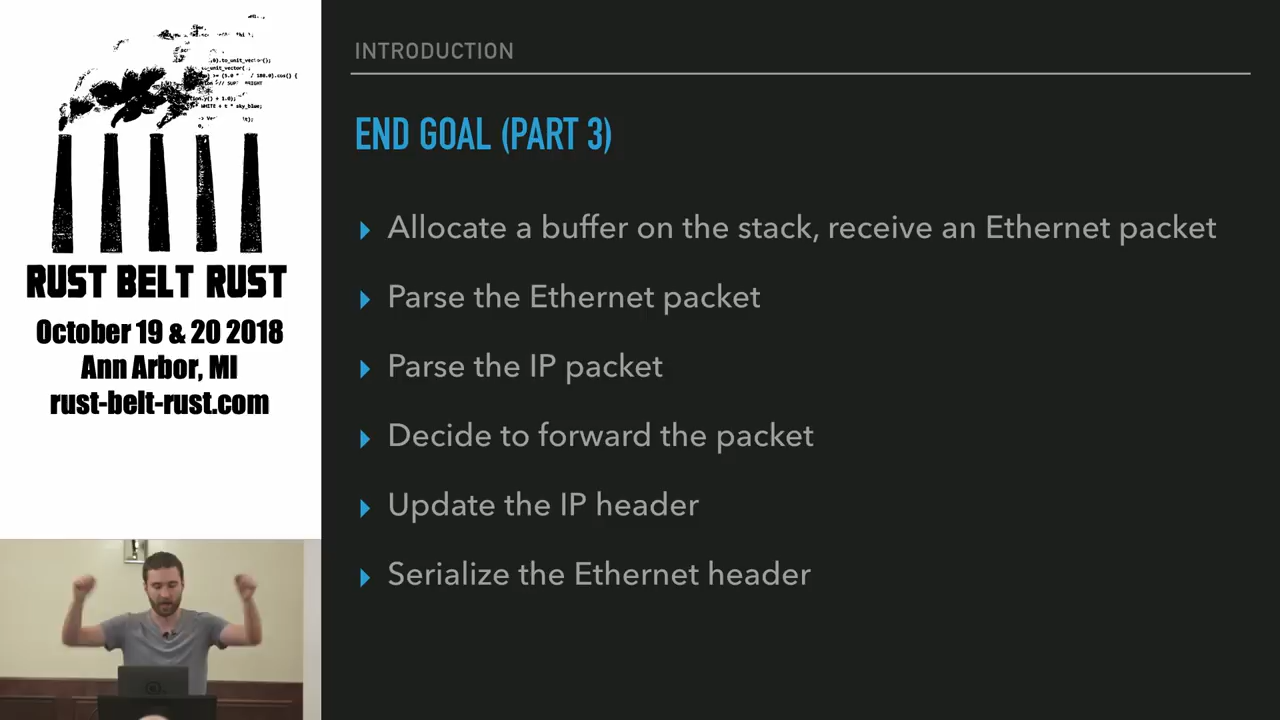 INTRODUCTION
END GOAL (PART 3)
Allocate a buffer on the stack, receive an Ethernet packet
Parse the Ethernet packet
Parse the IP packet
Decide to forward the packet
Update the IP header
Serialize the Ethernet header
RUST BELT RUST
October 19 & 20 2018
Ann Arbor, MI
rust-belt-rust.com